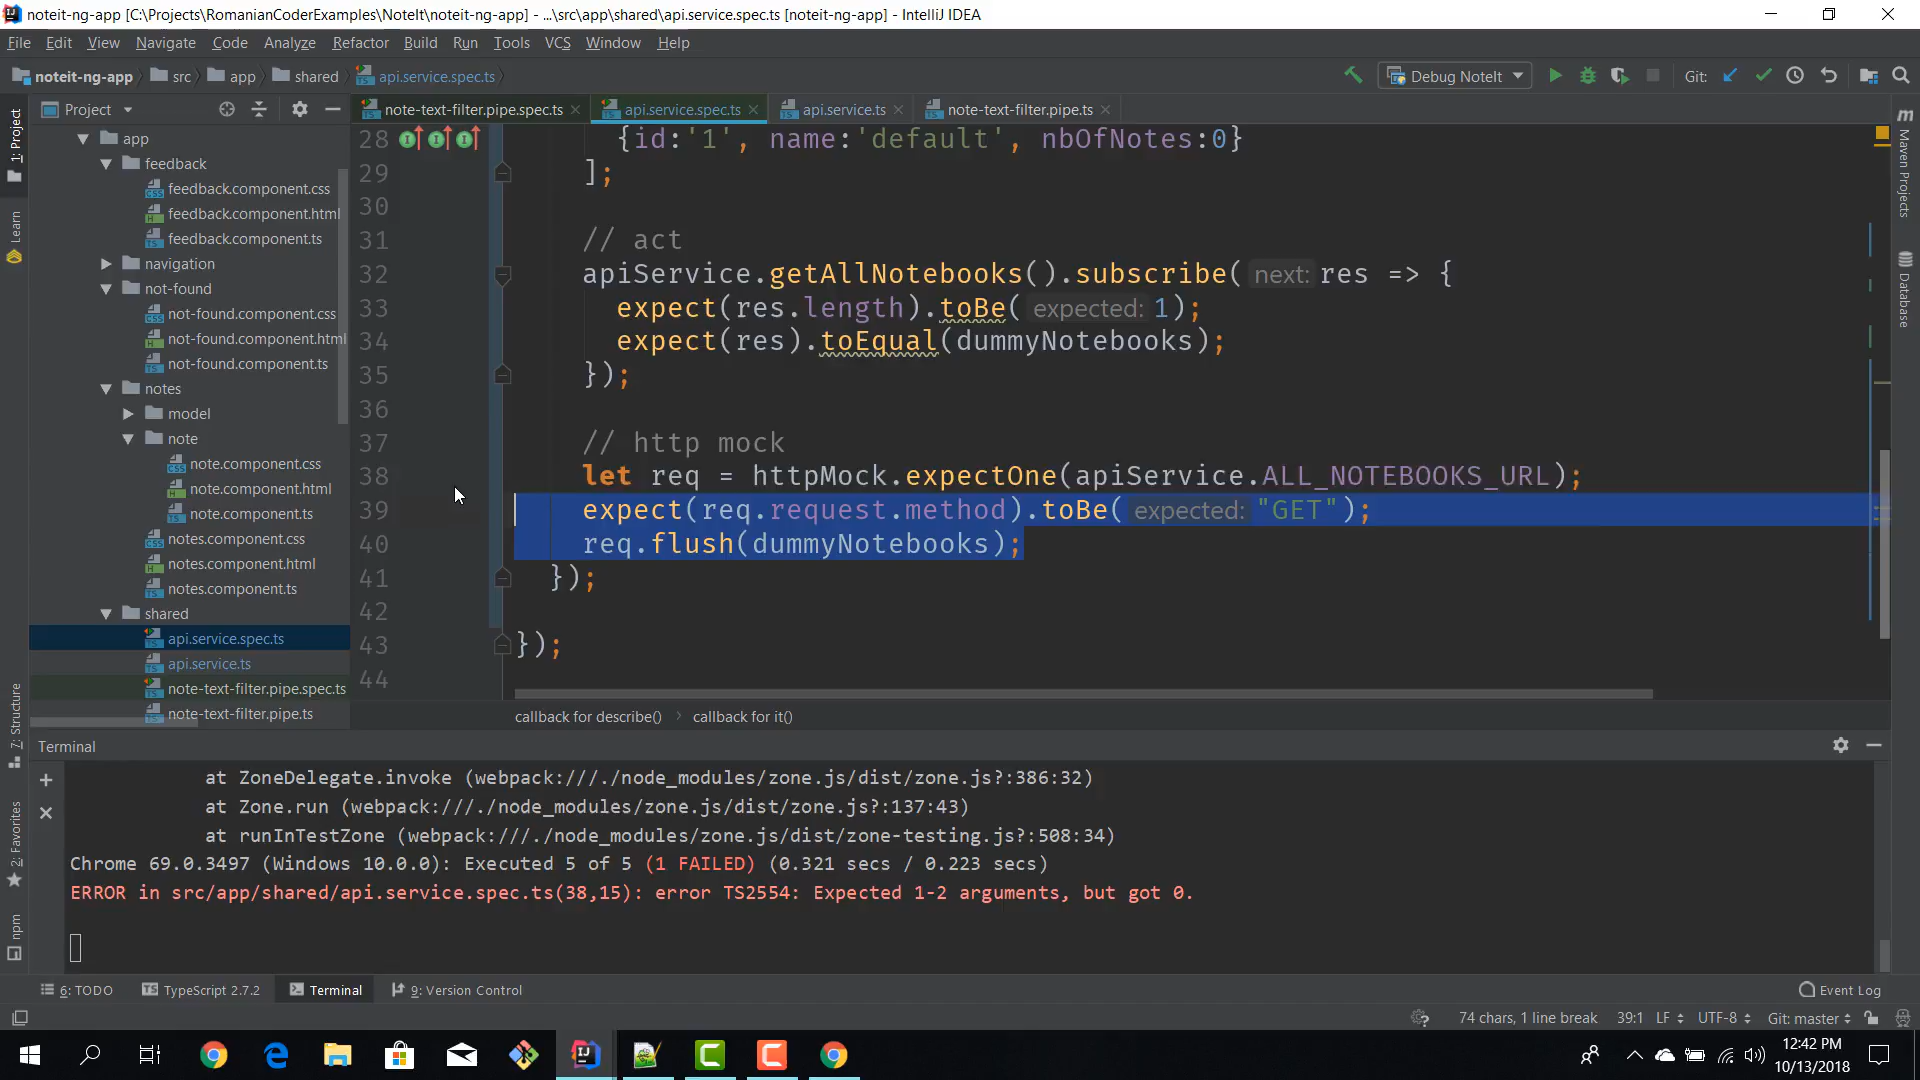 noteit-ng-app [C:\Projects\RomanianCoderExamples\NoteIt\noteit-ng-app] - ...\src\app\shared\api.service.spec.ts [noteit-ng-app] - IntelliJ IDEA
File Edit View Navigate Code Analyze Refactor Build Run Tools VCS Window Help
noteit-ng-app src app shared api.service.spec.ts Debug NoteIt Git:
Project note-text-filter.pipe.spec.ts api.service.spec.ts api.service.ts note-text-filter.pipe.ts
1: Project
Learn
7: Structure
2: Favorites
npm
app
feedback
feedback.component.css
feedback.component.html
feedback.component.ts
navigation
not-found
not-found.component.css
not-found.component.html
not-found.component.ts
notes
model
note
note.component.css
note.component.html
note.component.ts
notes.component.css
notes.component.html
notes.component.ts
shared
api.service.spec.ts
api.service.ts
note-text-filter.pipe.spec.ts
note-text-filter.pipe.ts
28 {id:'1', name:'default', nbOfNotes:0}
29 ];
30
31 // act
32 apiService.getAllNotebooks().subscribe( next: res => {
33 expect(res.length).toBe( expected: 1);
34 expect(res).toEqual(dummyNotebooks);
35 });
36
37 // http mock
38 let req = httpMock.expectOne(apiService.ALL_NOTEBOOKS_URL);
39 expect(req.request.method).toBe( expected: "GET");
40 req.flush(dummyNotebooks);
41 });
42
43 });
44
callback for describe() callback for it()
Maven Projects
Database
Terminal
at ZoneDelegate.invoke (webpack:///./node_modules/zone.js/dist/zone.js?:386:32)
at Zone.run (webpack:///./node_modules/zone.js/dist/zone.js?:137:43)
at runInTestZone (webpack:///./node_modules/zone.js/dist/zone-testing.js?:508:34)
Chrome 69.0.3497 (Windows 10.0.0): Executed 5 of 5 (1 FAILED) (0.321 secs / 0.223 secs)
ERROR in src/app/shared/api.service.spec.ts(38,15): error TS2554: Expected 1-2 arguments, but got 0.
6: TODO TypeScript 2.7.2 Terminal 9: Version Control Event Log
74 chars, 1 line break 39:1 LF UTF-8 Git: master
12:42 PM
10/13/2018